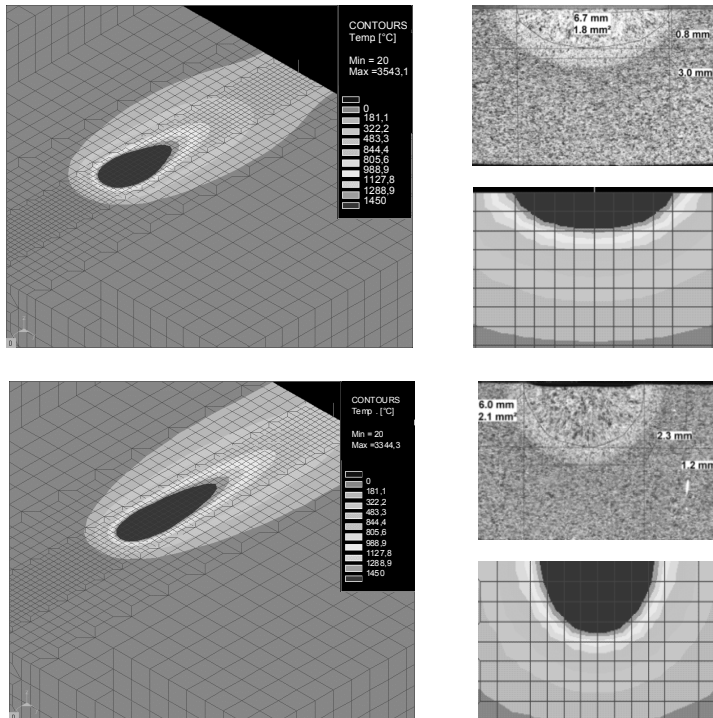 CONTOURS
Temp [°C]
Min = 20
Max =3543,1
0
181,1
322,2
483,3
844,4
805,6
988,9
1127,8
1288,9
1450
0
6.7 mm
1.8 mm²
0.8 mm
3.0 mm
CONTOURS
Temp . [°C]
Min = 20
Max =3344,3
0
181,1
322,2
483,3
844,4
805,6
988,9
1127,8
1288,9
1450
6.0 mm
2.1 mm²
2.3 mm
1.2 mm